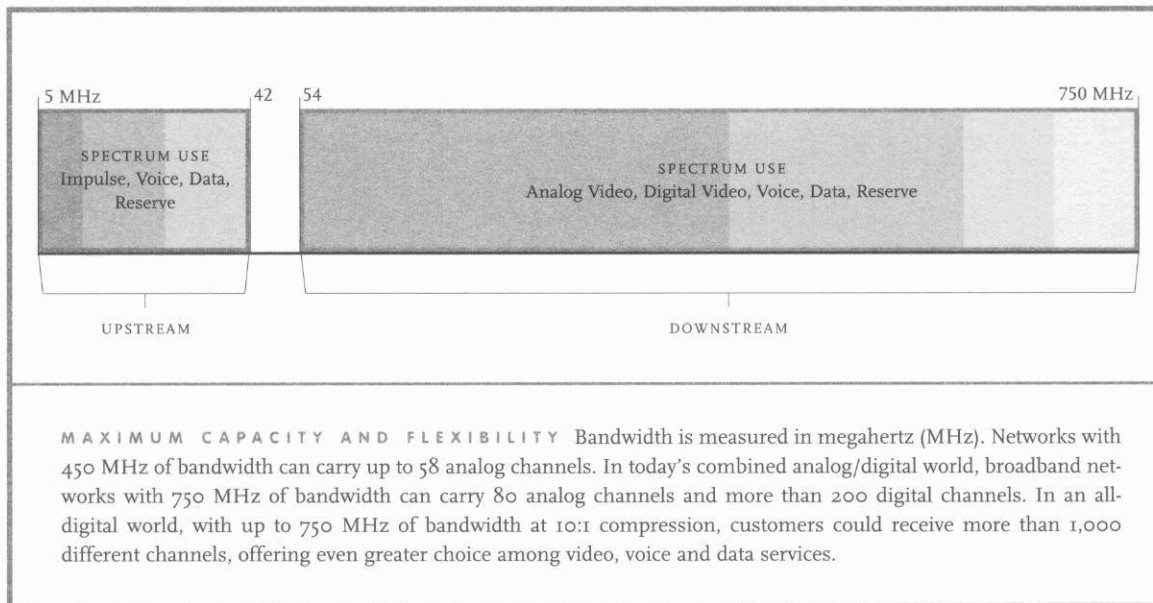 5 MHz 42 54 750 MHz
SPECTRUM USE
Impulse, Voice, Data,
Reserve
SPECTRUM USE
Analog Video, Digital Video, Voice, Data, Reserve
UPSTREAM
DOWNSTREAM
MAXIMUM CAPACITY AND FLEXIBILITY Bandwidth is measured in megahertz (MHz). Networks with
450 MHz of bandwidth can carry up to 58 analog channels. In today's combined analog/digital world, broadband net-
works with 750 MHz of bandwidth can carry 80 analog channels and more than 200 digital channels. In an all-
digital world, with up to 750 MHz of bandwidth at 10:1 compression, customers could receive more than 1,000
different channels, offering even greater choice among video, voice and data services.